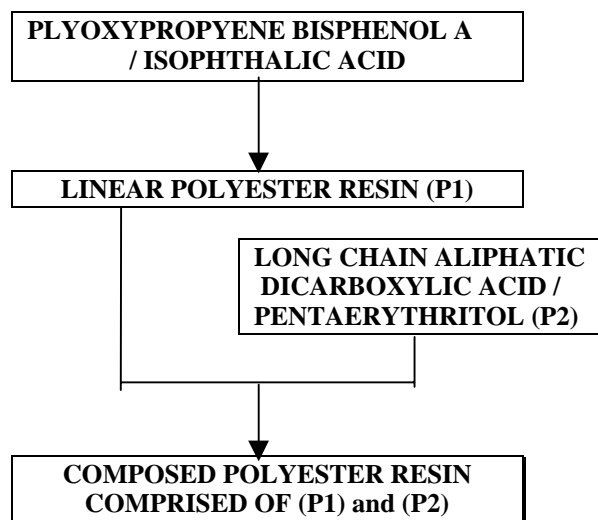 PLYOXYPROPYENE BISPHENOL A
/ ISOPHTHALIC ACID
LINEAR POLYESTER RESIN (P1)
LONG CHAIN ALIPHATIC
DICARBOXYLIC ACID /
PENTAERYTHRITOL (P2)
COMPOSED POLYESTER RESIN
COMPRISED OF (P1) and (P2)